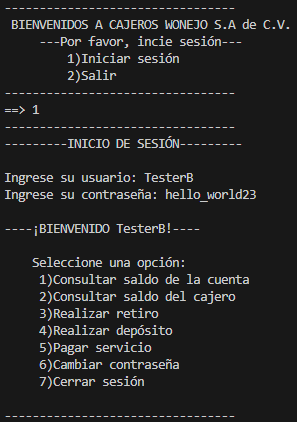 ---------------------------------
BIENVENIDOS A CAJEROS WONEJO S.A de C.V.
---Por favor, incie sesión---
1)Iniciar sesión
2)Salir
---------------------------------
==> 1
---------------------------------
---------INICIO DE SESIÓN---------
Ingrese su usuario: TesterB
Ingrese su contraseña: hello_world23
----¡BIENVENIDO TesterB!----
Seleccione una opción:
1)Consultar saldo de la cuenta
2)Consultar saldo del cajero
3)Realizar retiro
4)Realizar depósito
5)Pagar servicio
6)Cambiar contraseña
7)Cerrar sesión
---------------------------------